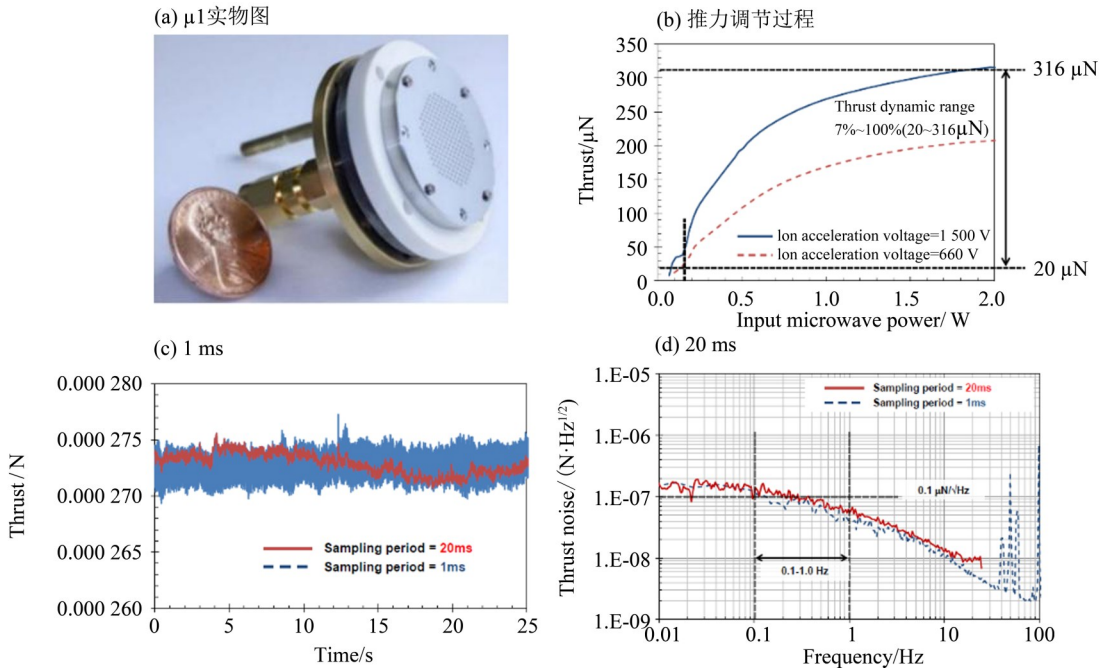 (a) μ1实物图
(b) 推力调节过程
350
300
250
200
150
100
50
0
Thrust/μN
316 μN
Thrust dynamic range
7%~100%(20~316μN)
Ion acceleration voltage=1 500 V
Ion acceleration voltage=660 V
20 μN
0.0
0.5
1.0
1.5
2.0
Input microwave power/ W
(c) 1 ms
0.000 280
0.000 275
0.000 270
0.000 265
0.000 260
Thrust / N
Sampling period = 20ms
Sampling period = 1ms
0
5
10
15
20
25
Time/s
(d) 20 ms
1.E-05
1.E-06
1.E-07
1.E-08
1.E-09
Thrust noise/ (N·Hz1/2)
Sampling period = 20ms
Sampling period = 1ms
0.1 μN/√Hz
0.1-1.0 Hz
0.01
0.1
1
10
100
Frequency/Hz